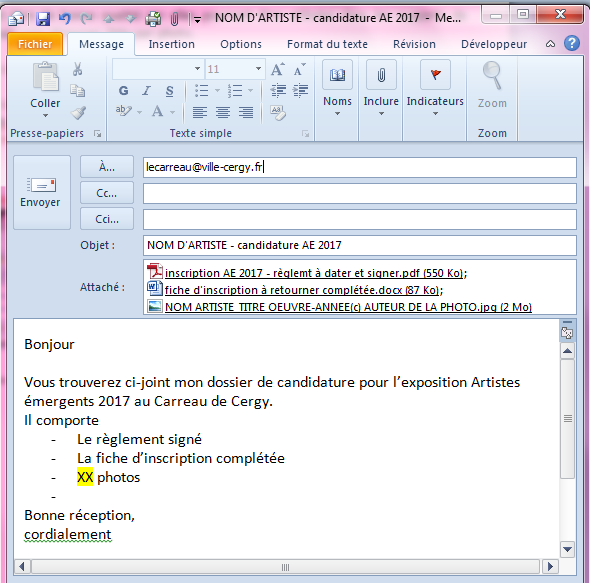 NOM D'ARTISTE - candidature AE 2017 - Me...
Fichier Message Insertion Options Format du texte Révision Développeur
Coller
11
G I S
Noms
Inclure
Indicateurs
Zoom
Presse-papiers Texte simple Zoom
Envoyer
À... lecarreau@ville-cergy.fr
Cc...
Cci...
Objet : NOM D'ARTISTE - candidature AE 2017
Attaché : inscription AE 2017 - règlemt à dater et signer.pdf (550 Ko);
fiche d'inscription à retourner complétée.docx (87 Ko);
NOM ARTISTE_TITRE OEUVRE-ANNEE(c) AUTEUR DE LA PHOTO.jpg (2 Mo)
Bonjour
Vous trouverez ci-joint mon dossier de candidature pour l'exposition Artistes
émergents 2017 au Carreau de Cergy.
Il comporte
- Le règlement signé
- La fiche d'inscription complétée
- XX photos
-
Bonne réception,
cordialement